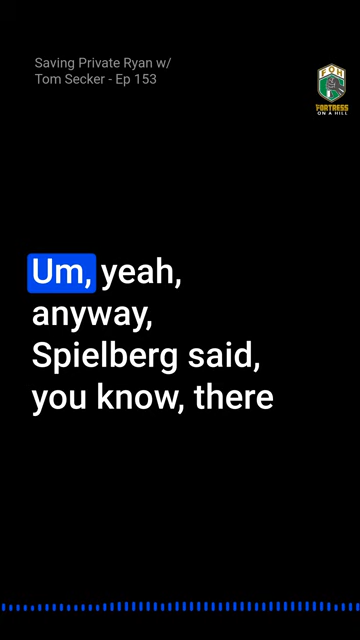 Saving Private Ryan w/
Tom Secker - Ep 153
FOH
FORTRESS
ON A HILL
Um, yeah,
anyway,
Spielberg said,
you know, there